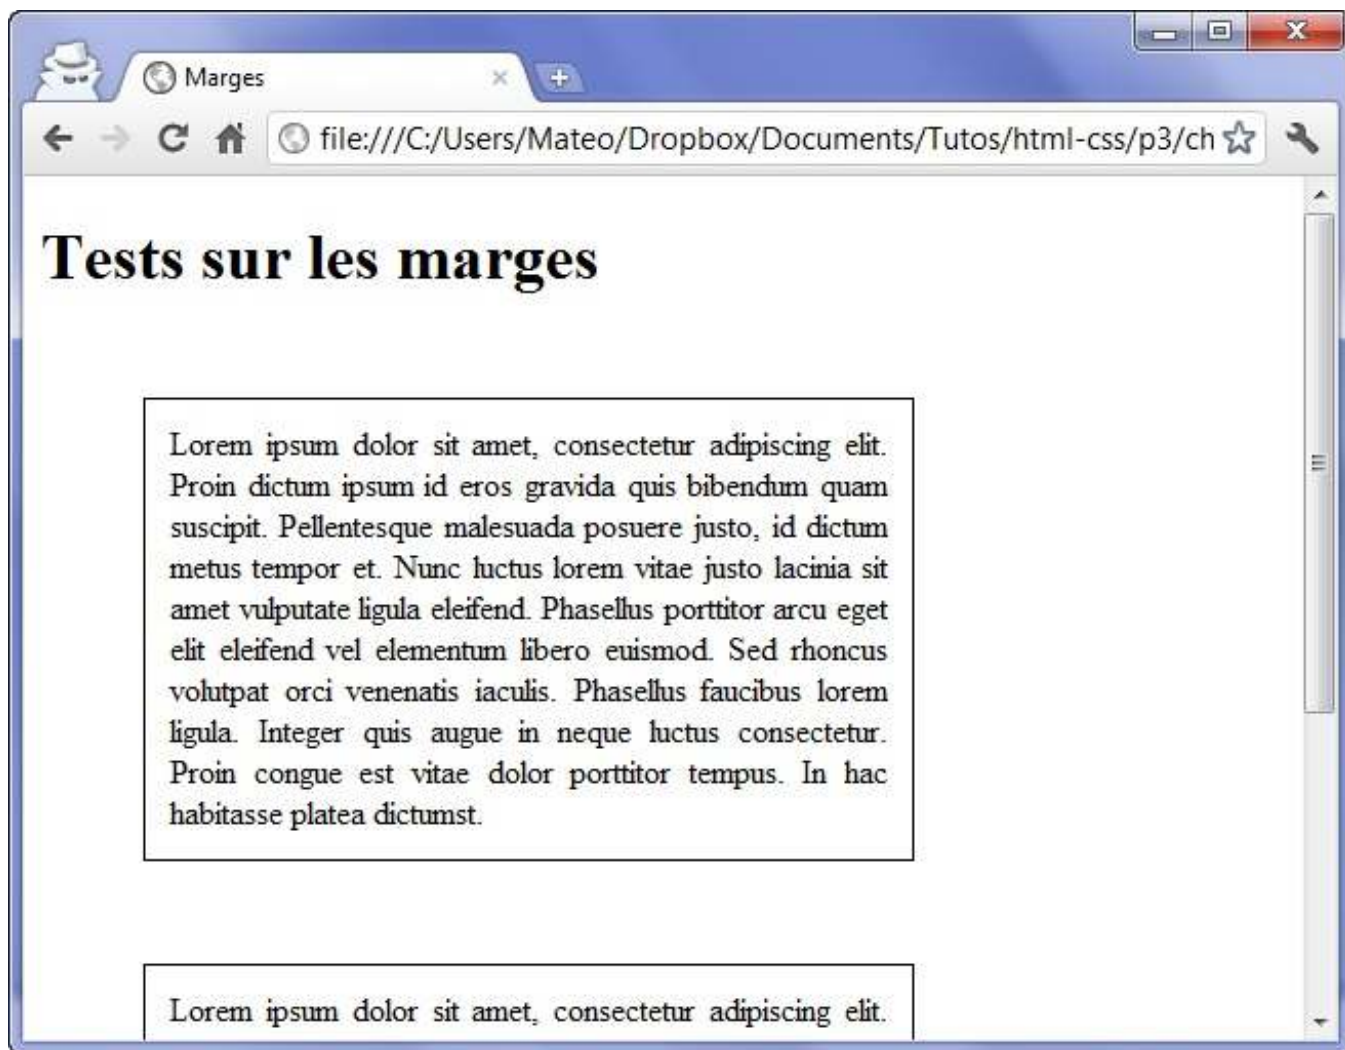 Marges
file:///C:/Users/Mateo/Dropbox/Documents/Tutos/html-css/p3/ch
Tests sur les marges
Lorem ipsum dolor sit amet, consectetur adipiscing elit.
Proin dictum ipsum id eros gravida quis bibendum quam
suscipit. Pellentesque malesuada posuere justo, id dictum
metus tempor et. Nunc luctus lorem vitae justo lacinia sit
amet vulputate ligula eleifend. Phasellus porttitor arcu eget
elit eleifend vel elementum libero euismod. Sed rhoncus
volutpat orci venenatis iaculis. Phasellus faucibus lorem
ligula. Integer quis augue in neque luctus consectetur.
Proin congue est vitae dolor porttitor tempus. In hac
habitasse platea dictumst.
Lorem ipsum dolor sit amet, consectetur adipiscing elit.